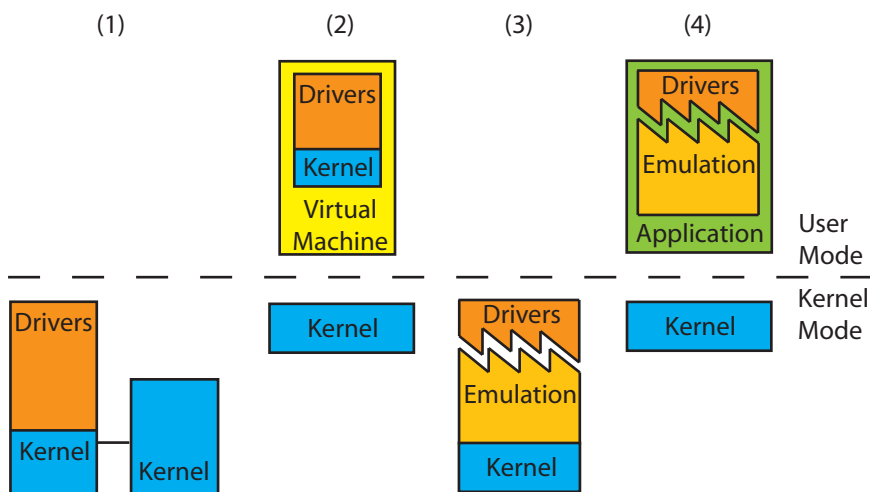 (1)
(2)
(3)
(4)
Drivers
Kernel
Virtual
Machine
Drivers
Emulation
Application
User
Mode
Kernel
Mode
Drivers
Kernel
Kernel
Kernel
Drivers
Emulation
Kernel
Kernel